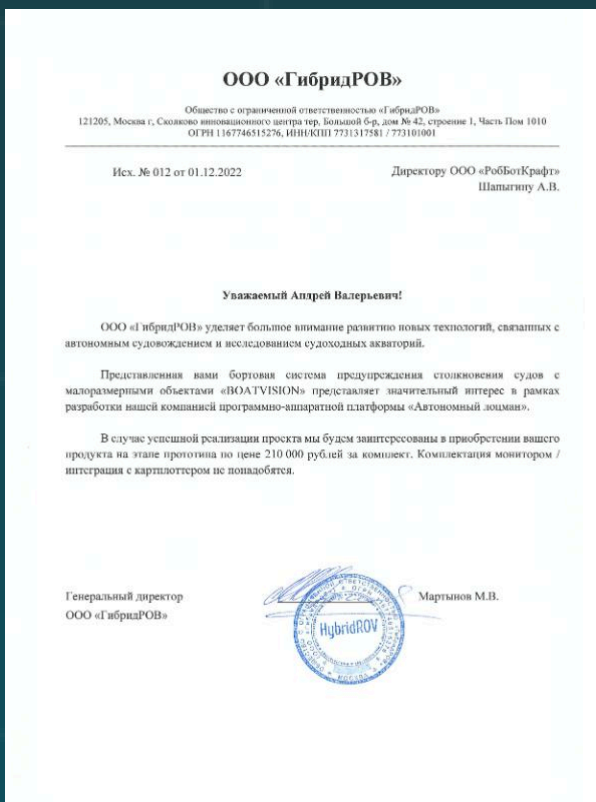 ООО «ГибридРОВ»
Общество с ограниченной ответственностью «ГибридРОВ»
121205, Москва г, Сколково инновационного центра тер, Большой б-р, дом № 42, строение 1, Часть Пом 1010
ОГРН 1167746515276, ИНН/КПП 7731317581 / 773101001
Исх. № 012 от 01.12.2022
Директору ООО «РобБотКрафт»
Шапыгину А.В.
Уважаемый Андрей Валерьевич!
ООО «ГибридРОВ» уделяет большое внимание развитию новых технологий, связанных с
автономным судовождением и исследованием судоходных акваторий.
Представленная вами бортовая система предупреждения столкновения судов с
малоразмерными объектами «BOATVISION» представляет значительный интерес в рамках
разработки нашей компанией программно-аппаратной платформы «Автономный лоцман».
В случае успешной реализации проекта мы будем заинтересованы в приобретении вашего
продукта на этапе прототипа по цене 210 000 рублей за комплект. Комплектация монитором /
интеграция с картплоттером не понадобятся.
Генеральный директор
ООО «ГибридРОВ»
HybridROV
МОСКВА
Мартынов М.В.